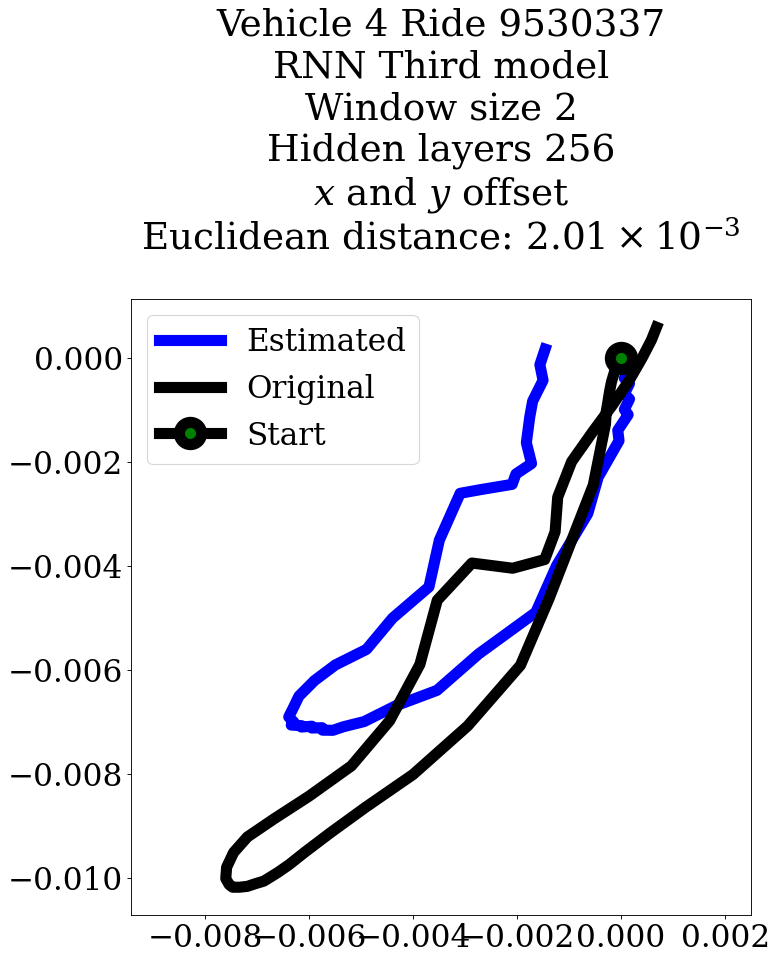 Vehicle 4 Ride 9530337
RNN Third model
Window size 2
Hidden layers 256
x and y offset
Euclidean distance: 2.01 × 10⁻³
Estimated
Original
Start
0.000
−0.002
−0.004
−0.006
−0.008
−0.010
−0.008 −0.006 −0.004 −0.002 0.000 0.002